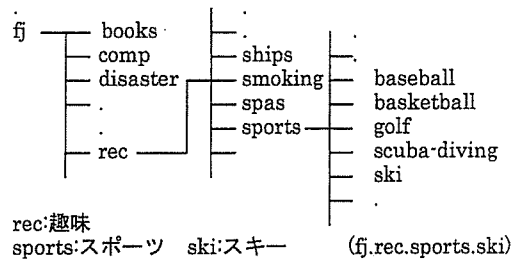 fj
books
comp
disaster
.
.
rec
.
.
ships
smoking
spas
sports
.
.
baseball
basketball
golf
scuba-diving
ski
.
rec:趣味
sports:スポーツ ski:スキー (fj.rec.sports.ski)